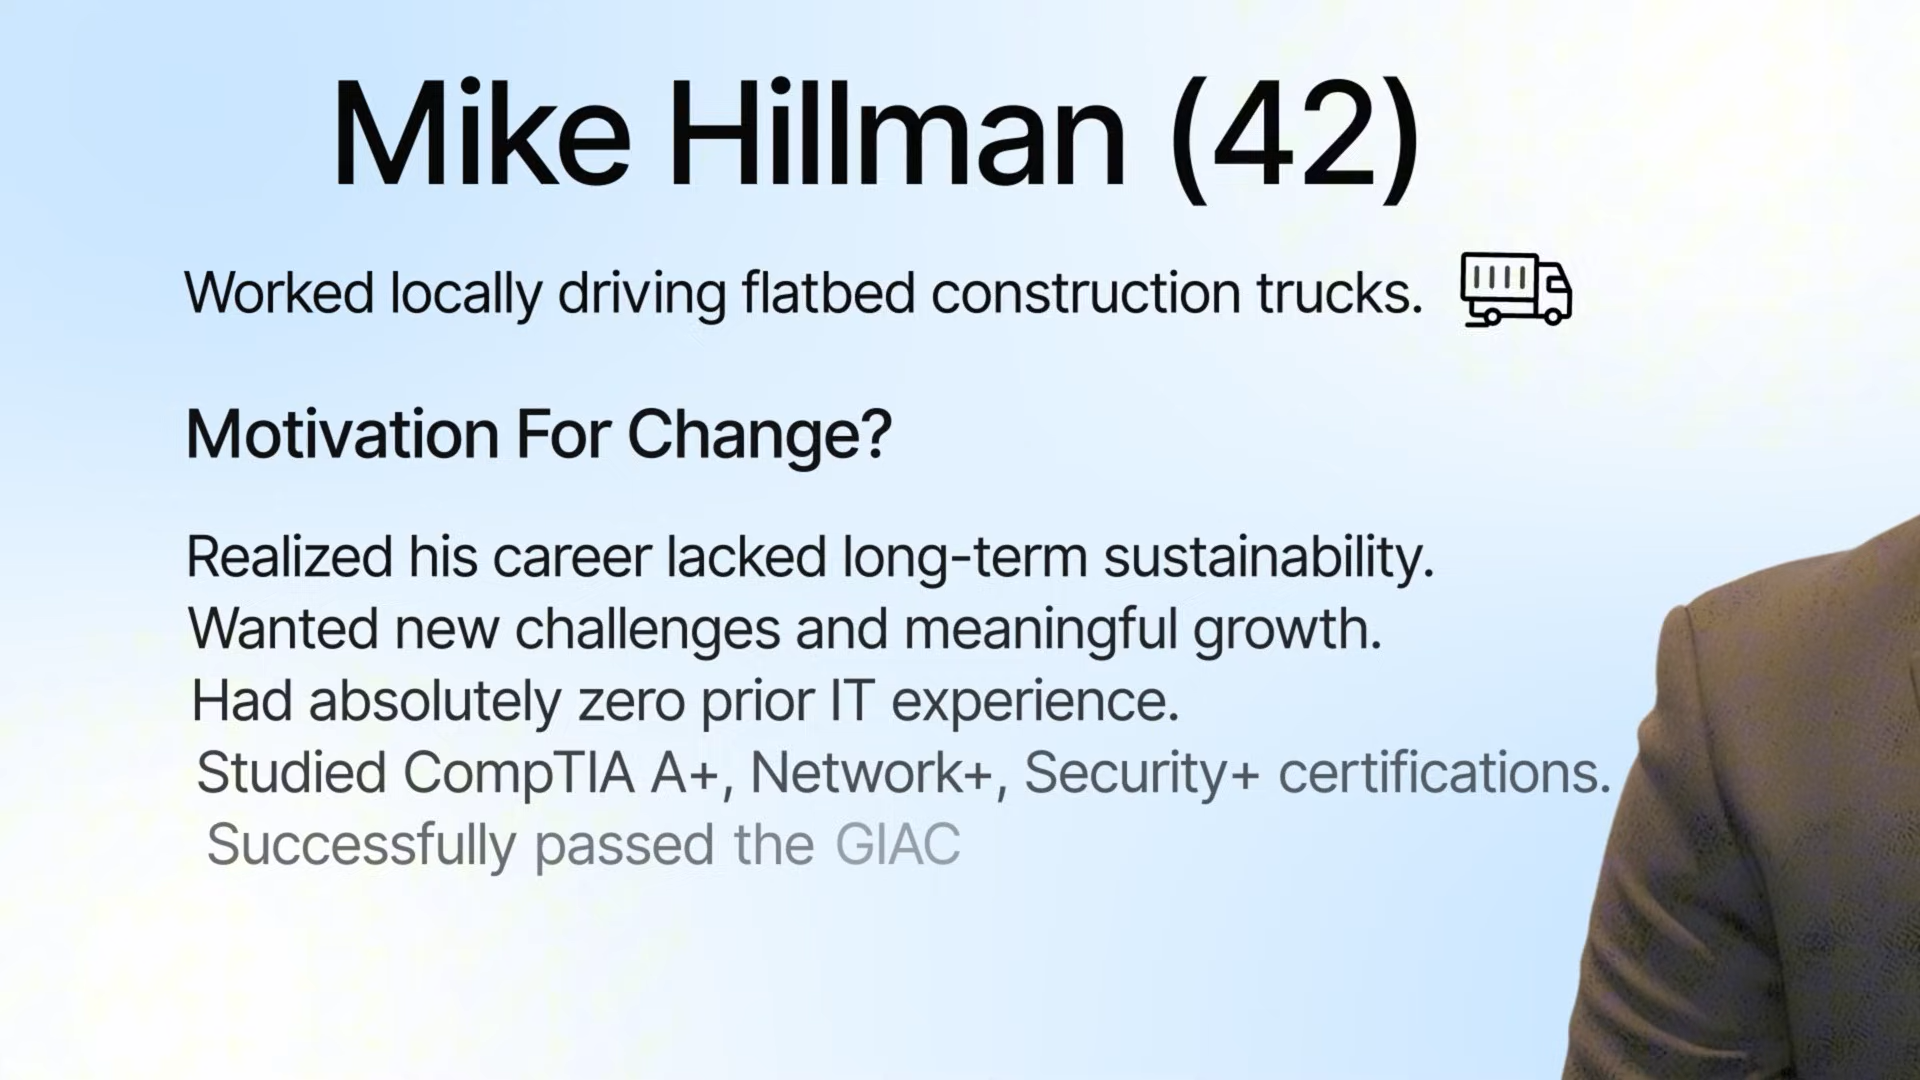 Mike Hillman (42)
Worked locally driving flatbed construction trucks.
Motivation For Change?
Realized his career lacked long-term sustainability.
Wanted new challenges and meaningful growth.
Had absolutely zero prior IT experience.
Studied CompTIA A+, Network+, Security+ certifications.
Successfully passed the GIAC